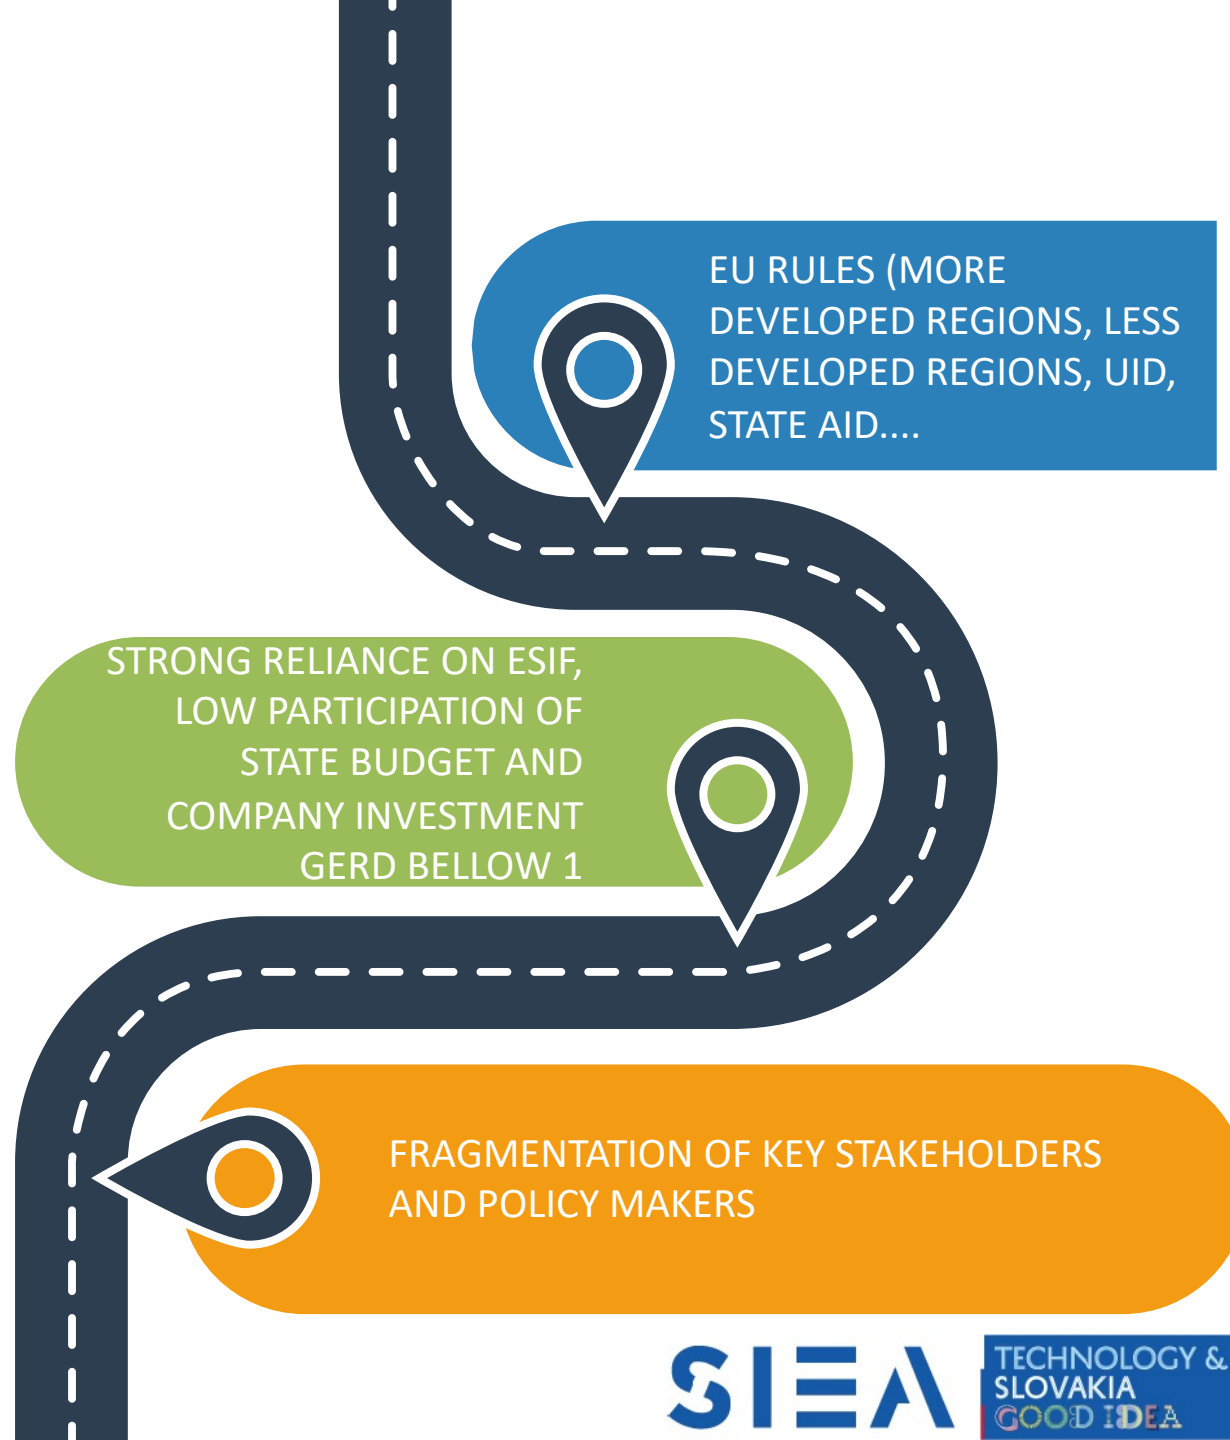 EU RULES (MORE
DEVELOPED REGIONS, LESS
DEVELOPED REGIONS, UID,
STATE AID....
STRONG RELIANCE ON ESIF,
LOW PARTICIPATION OF
STATE BUDGET AND
COMPANY INVESTMENT
GERD BELLOW 1
FRAGMENTATION OF KEY STAKEHOLDERS
AND POLICY MAKERS
SIEA
TECHNOLOGY &
SLOVAKIA
GOOD IDEA